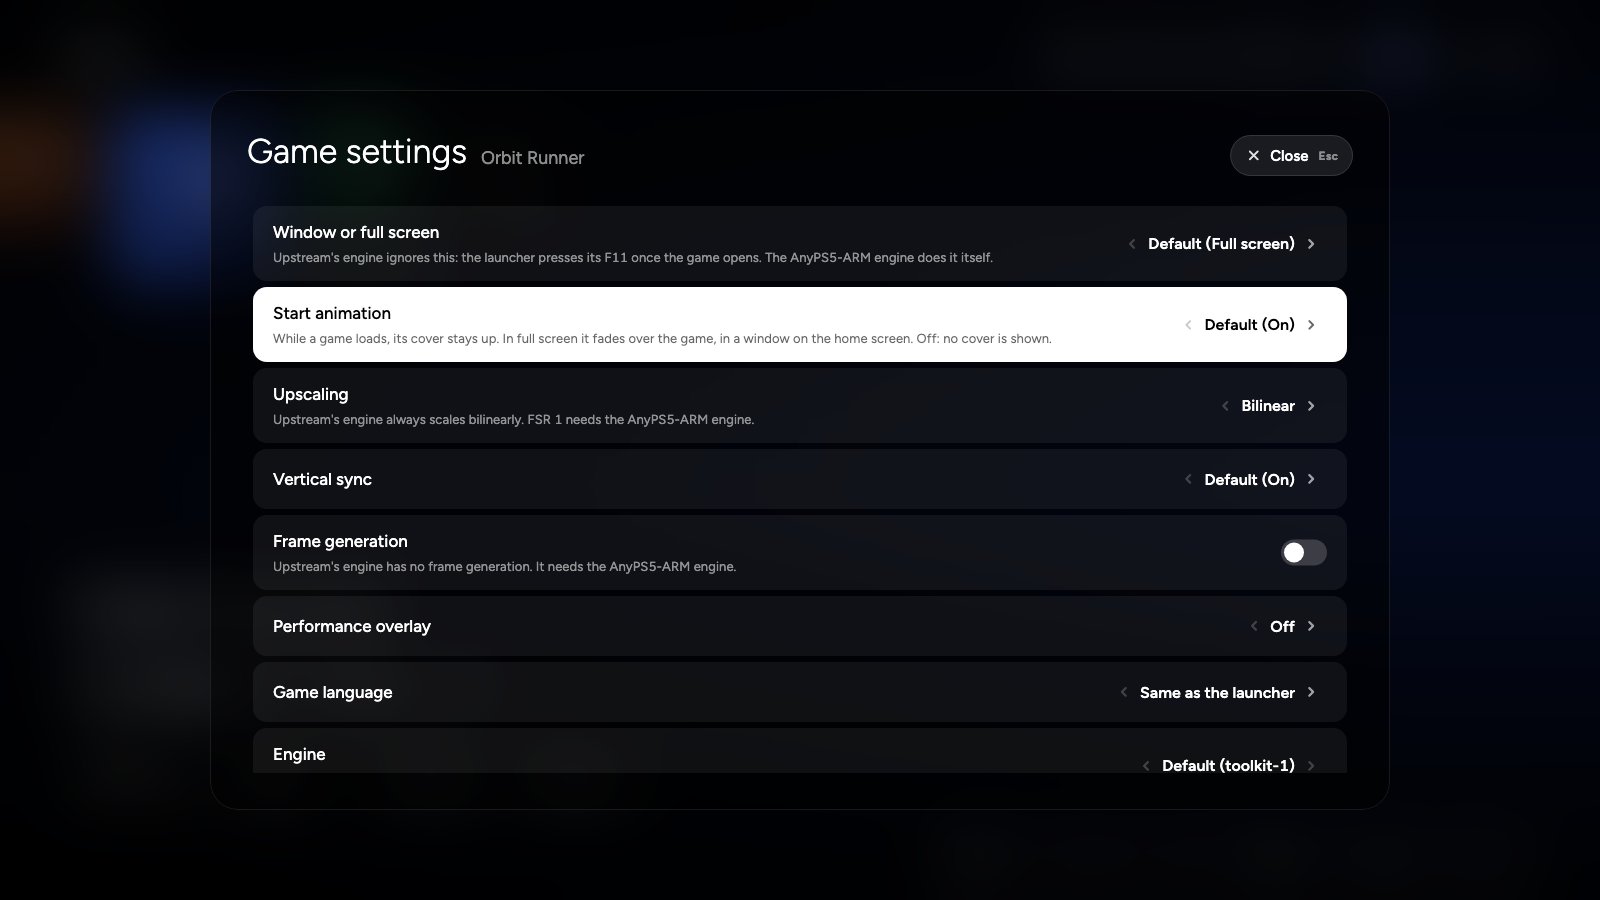 Game settings Orbit Runner
Close Esc
Window or full screen
Upstream's engine ignores this: the launcher presses its F11 once the game opens. The AnyPS5-ARM engine does it itself.
Default (Full screen)
Start animation
While a game loads, its cover stays up. In full screen it fades over the game, in a window on the home screen. Off: no cover is shown.
Default (On)
Upscaling
Upstream's engine always scales bilinearly. FSR 1 needs the AnyPS5-ARM engine.
Bilinear
Vertical sync
Default (On)
Frame generation
Upstream's engine has no frame generation. It needs the AnyPS5-ARM engine.
Performance overlay
Off
Game language
Same as the launcher
Engine
Default (toolkit-1)